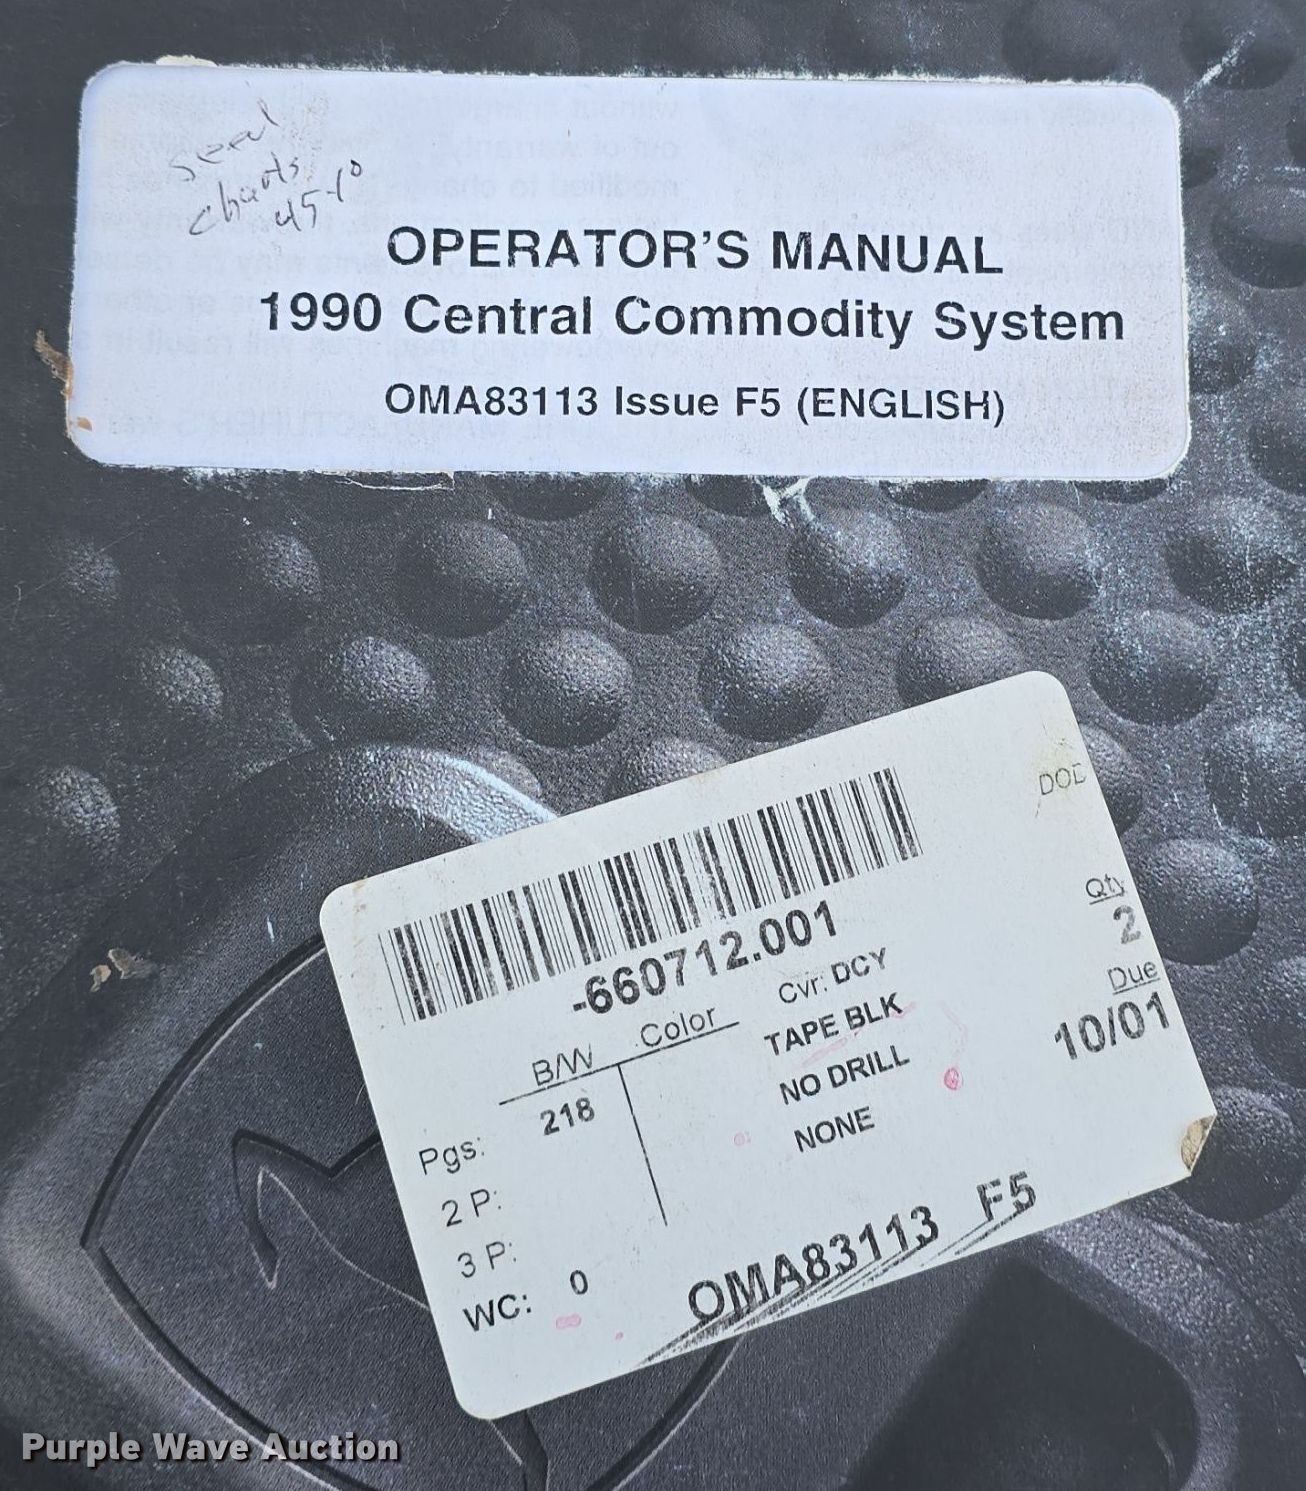 seed
charts
45-10
OPERATOR'S MANUAL
1990 Central Commodity System
OMA83113 Issue F5 (ENGLISH)
-660712.001
DOE
B/W
Color
Cvr: DCY
Qty
2
TAPE BLK
Due
10/01
Pgs:
218
NO DRILL
NONE
2 P:
3 P:
WC:
0
OMA83113 F5
Purple Wave Auction